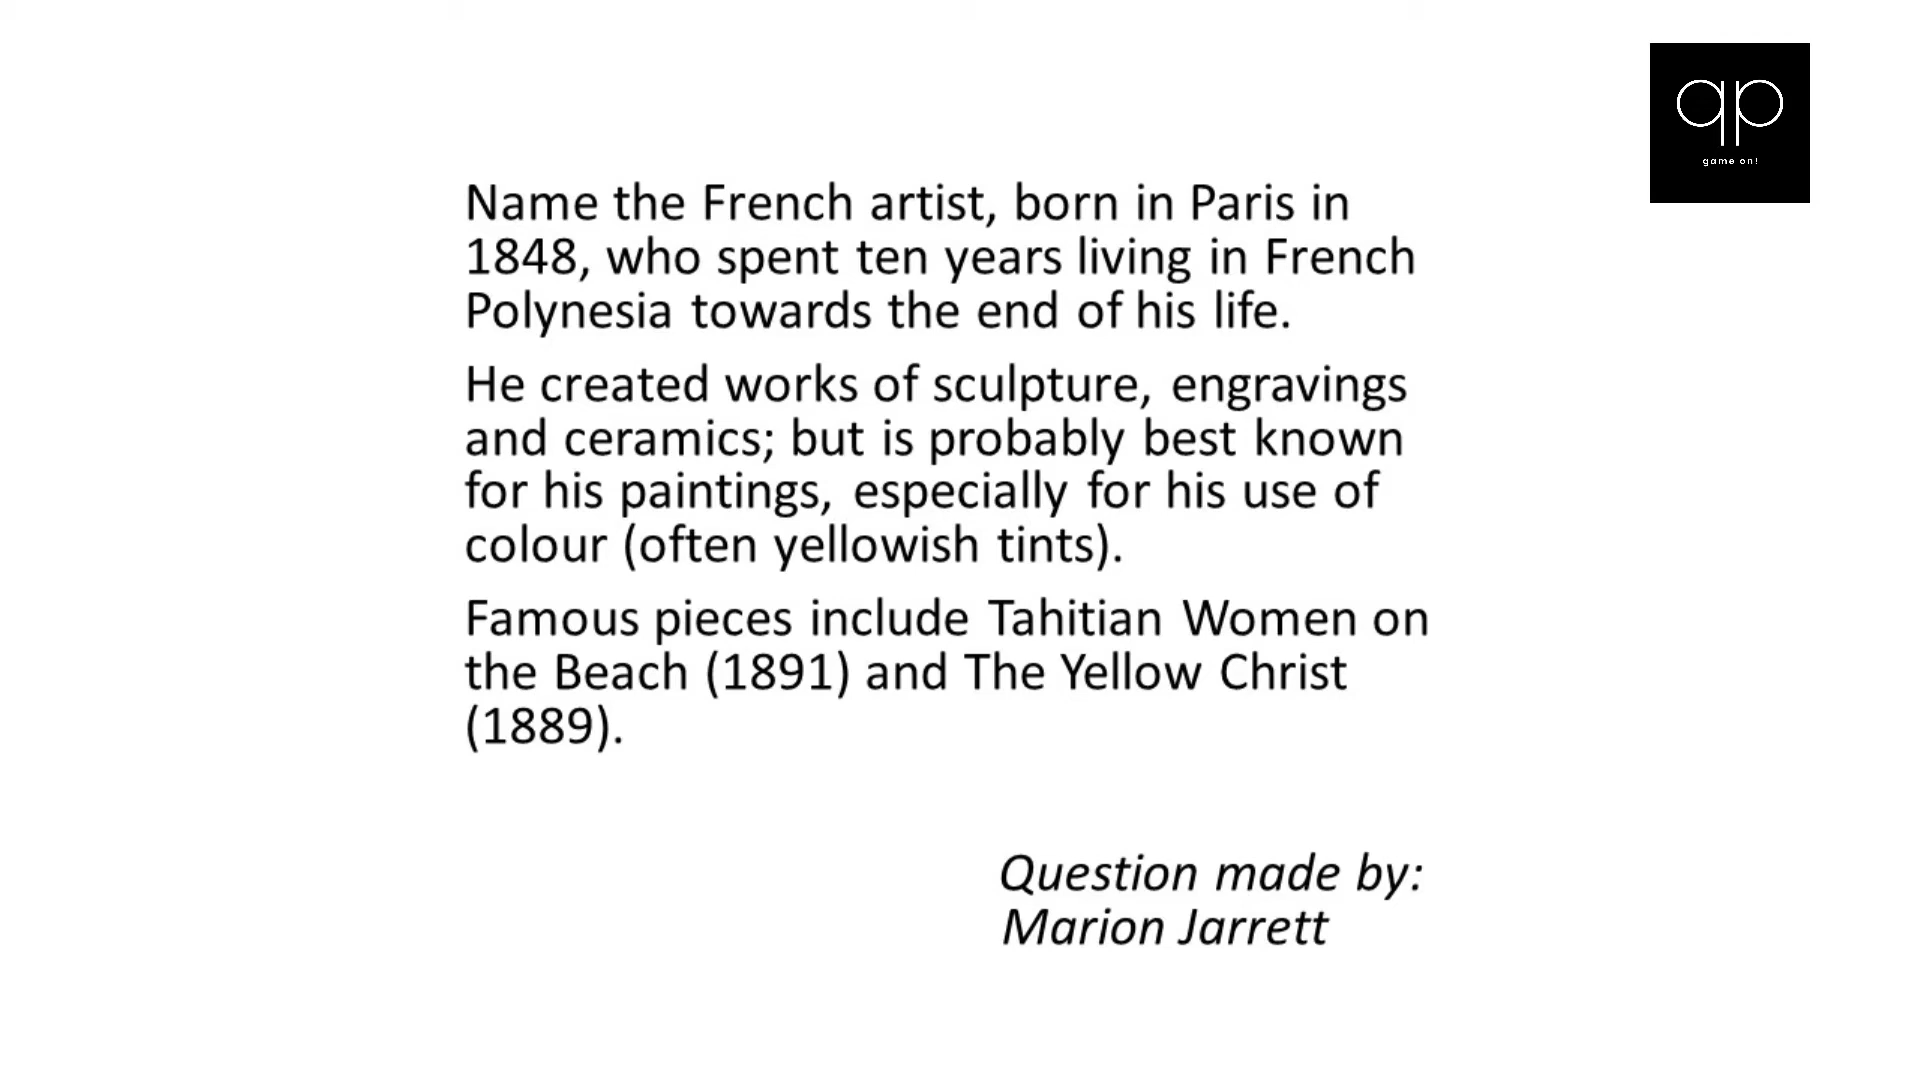 qp
game on!
Name the French artist, born in Paris in
1848, who spent ten years living in French
Polynesia towards the end of his life.
He created works of sculpture, engravings
and ceramics; but is probably best known
for his paintings, especially for his use of
colour (often yellowish tints).
Famous pieces include Tahitian Women on
the Beach (1891) and The Yellow Christ
(1889).
Question made by:
Marion Jarrett